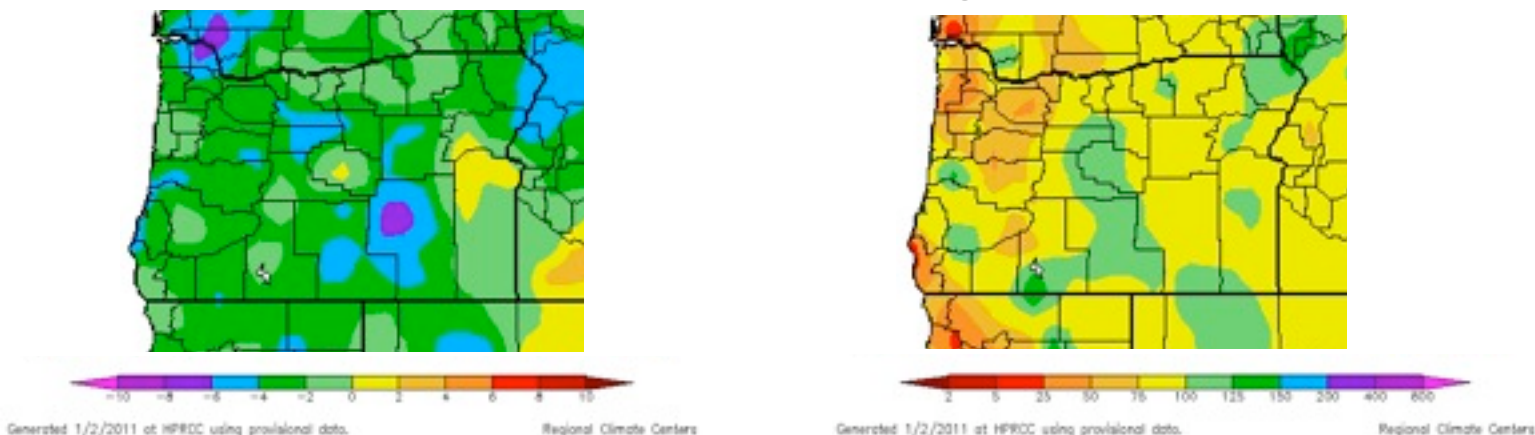 -10 -8 -6 -4 -2 0 2 4 6 8 10
Generated 1/2/2011 at HPRCC using provisional data. Regional Climate Centers
2 5 25 50 75 100 125 150 200 400 800
Generated 1/2/2011 at HPRCC using provisional data. Regional Climate Centers